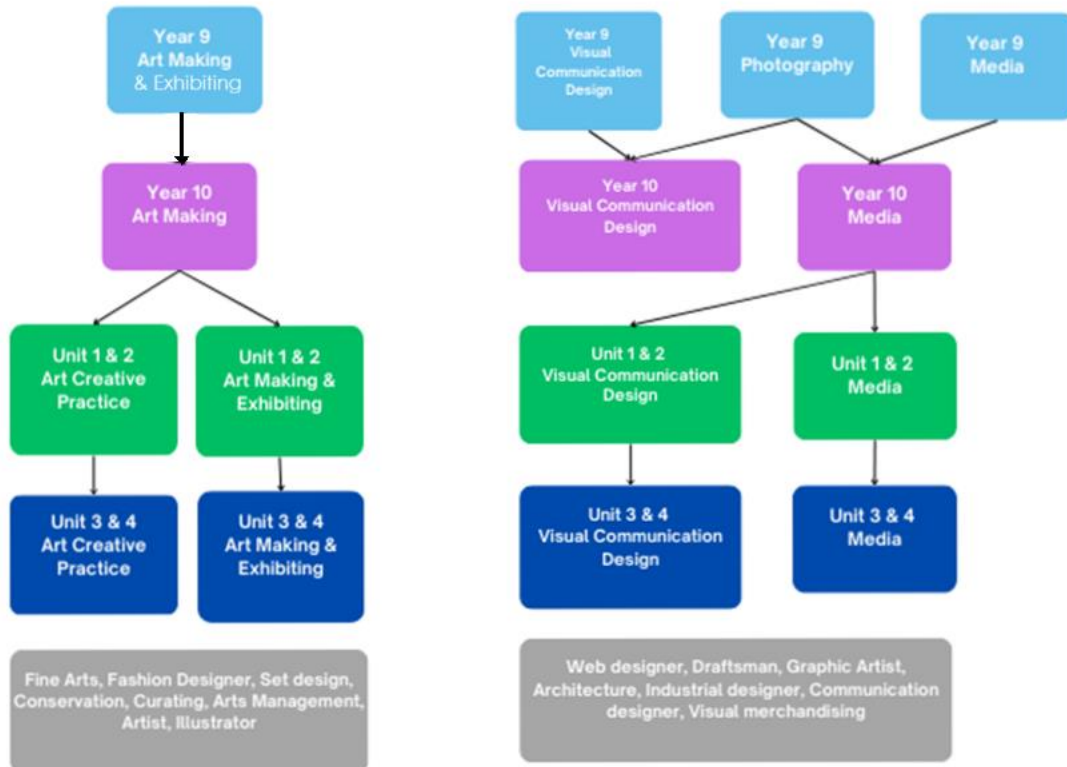 Year 9
Art Making
& Exhibiting
Year 10
Art Making
Unit 1 & 2
Art Creative
Practice
Unit 1 & 2
Art Making &
Exhibiting
Unit 3 & 4
Art Creative
Practice
Unit 3 & 4
Art Making &
Exhibiting
Fine Arts, Fashion Designer, Set design,
Conservation, Curating, Arts Management,
Artist, Illustrator
Year 9
Visual
Communication
Design
Year 9
Photography
Year 9
Media
Year 10
Visual Communication
Design
Year 10
Media
Unit 1 & 2
Visual Communication
Design
Unit 1 & 2
Media
Unit 3 & 4
Visual Communication
Design
Unit 3 & 4
Media
Web designer, Draftsman, Graphic Artist,
Architecture, Industrial designer, Communication
designer, Visual merchandising